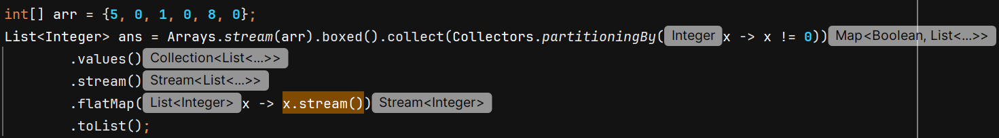 int[] arr = {5, 0, 1, 0, 8, 0};
List<Integer> ans = Arrays.stream(arr).boxed().collect(Collectors.partitioningBy( Integer x -> x != 0)) Map<Boolean, List<...>>
.values() Collection<List<...>>
.stream() Stream<List<...>>
.flatMap( List<Integer> x -> x.stream()) Stream<Integer>
.toList();